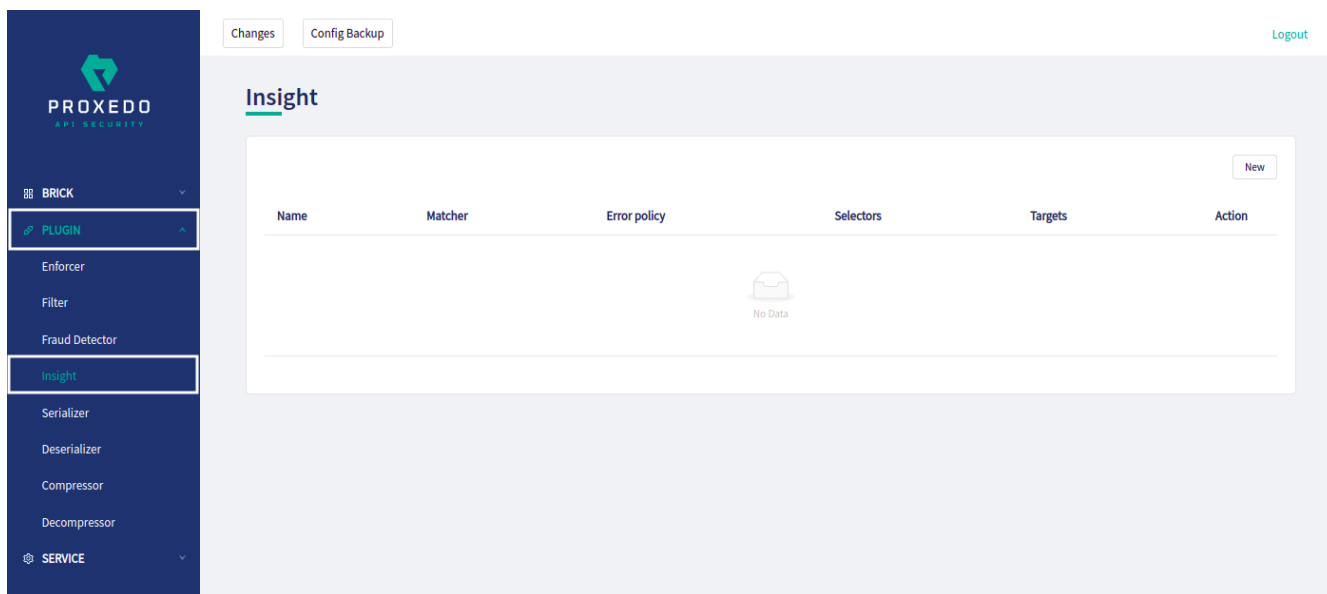 Changes Config Backup Logout
PROXEDO
API SECURITY
Insight
New
BRICK
PLUGIN
Enforcer
Filter
Fraud Detector
Insight
Serializer
Deserializer
Compressor
Decompressor
SERVICE
Name Matcher Error policy Selectors Targets Action
No Data